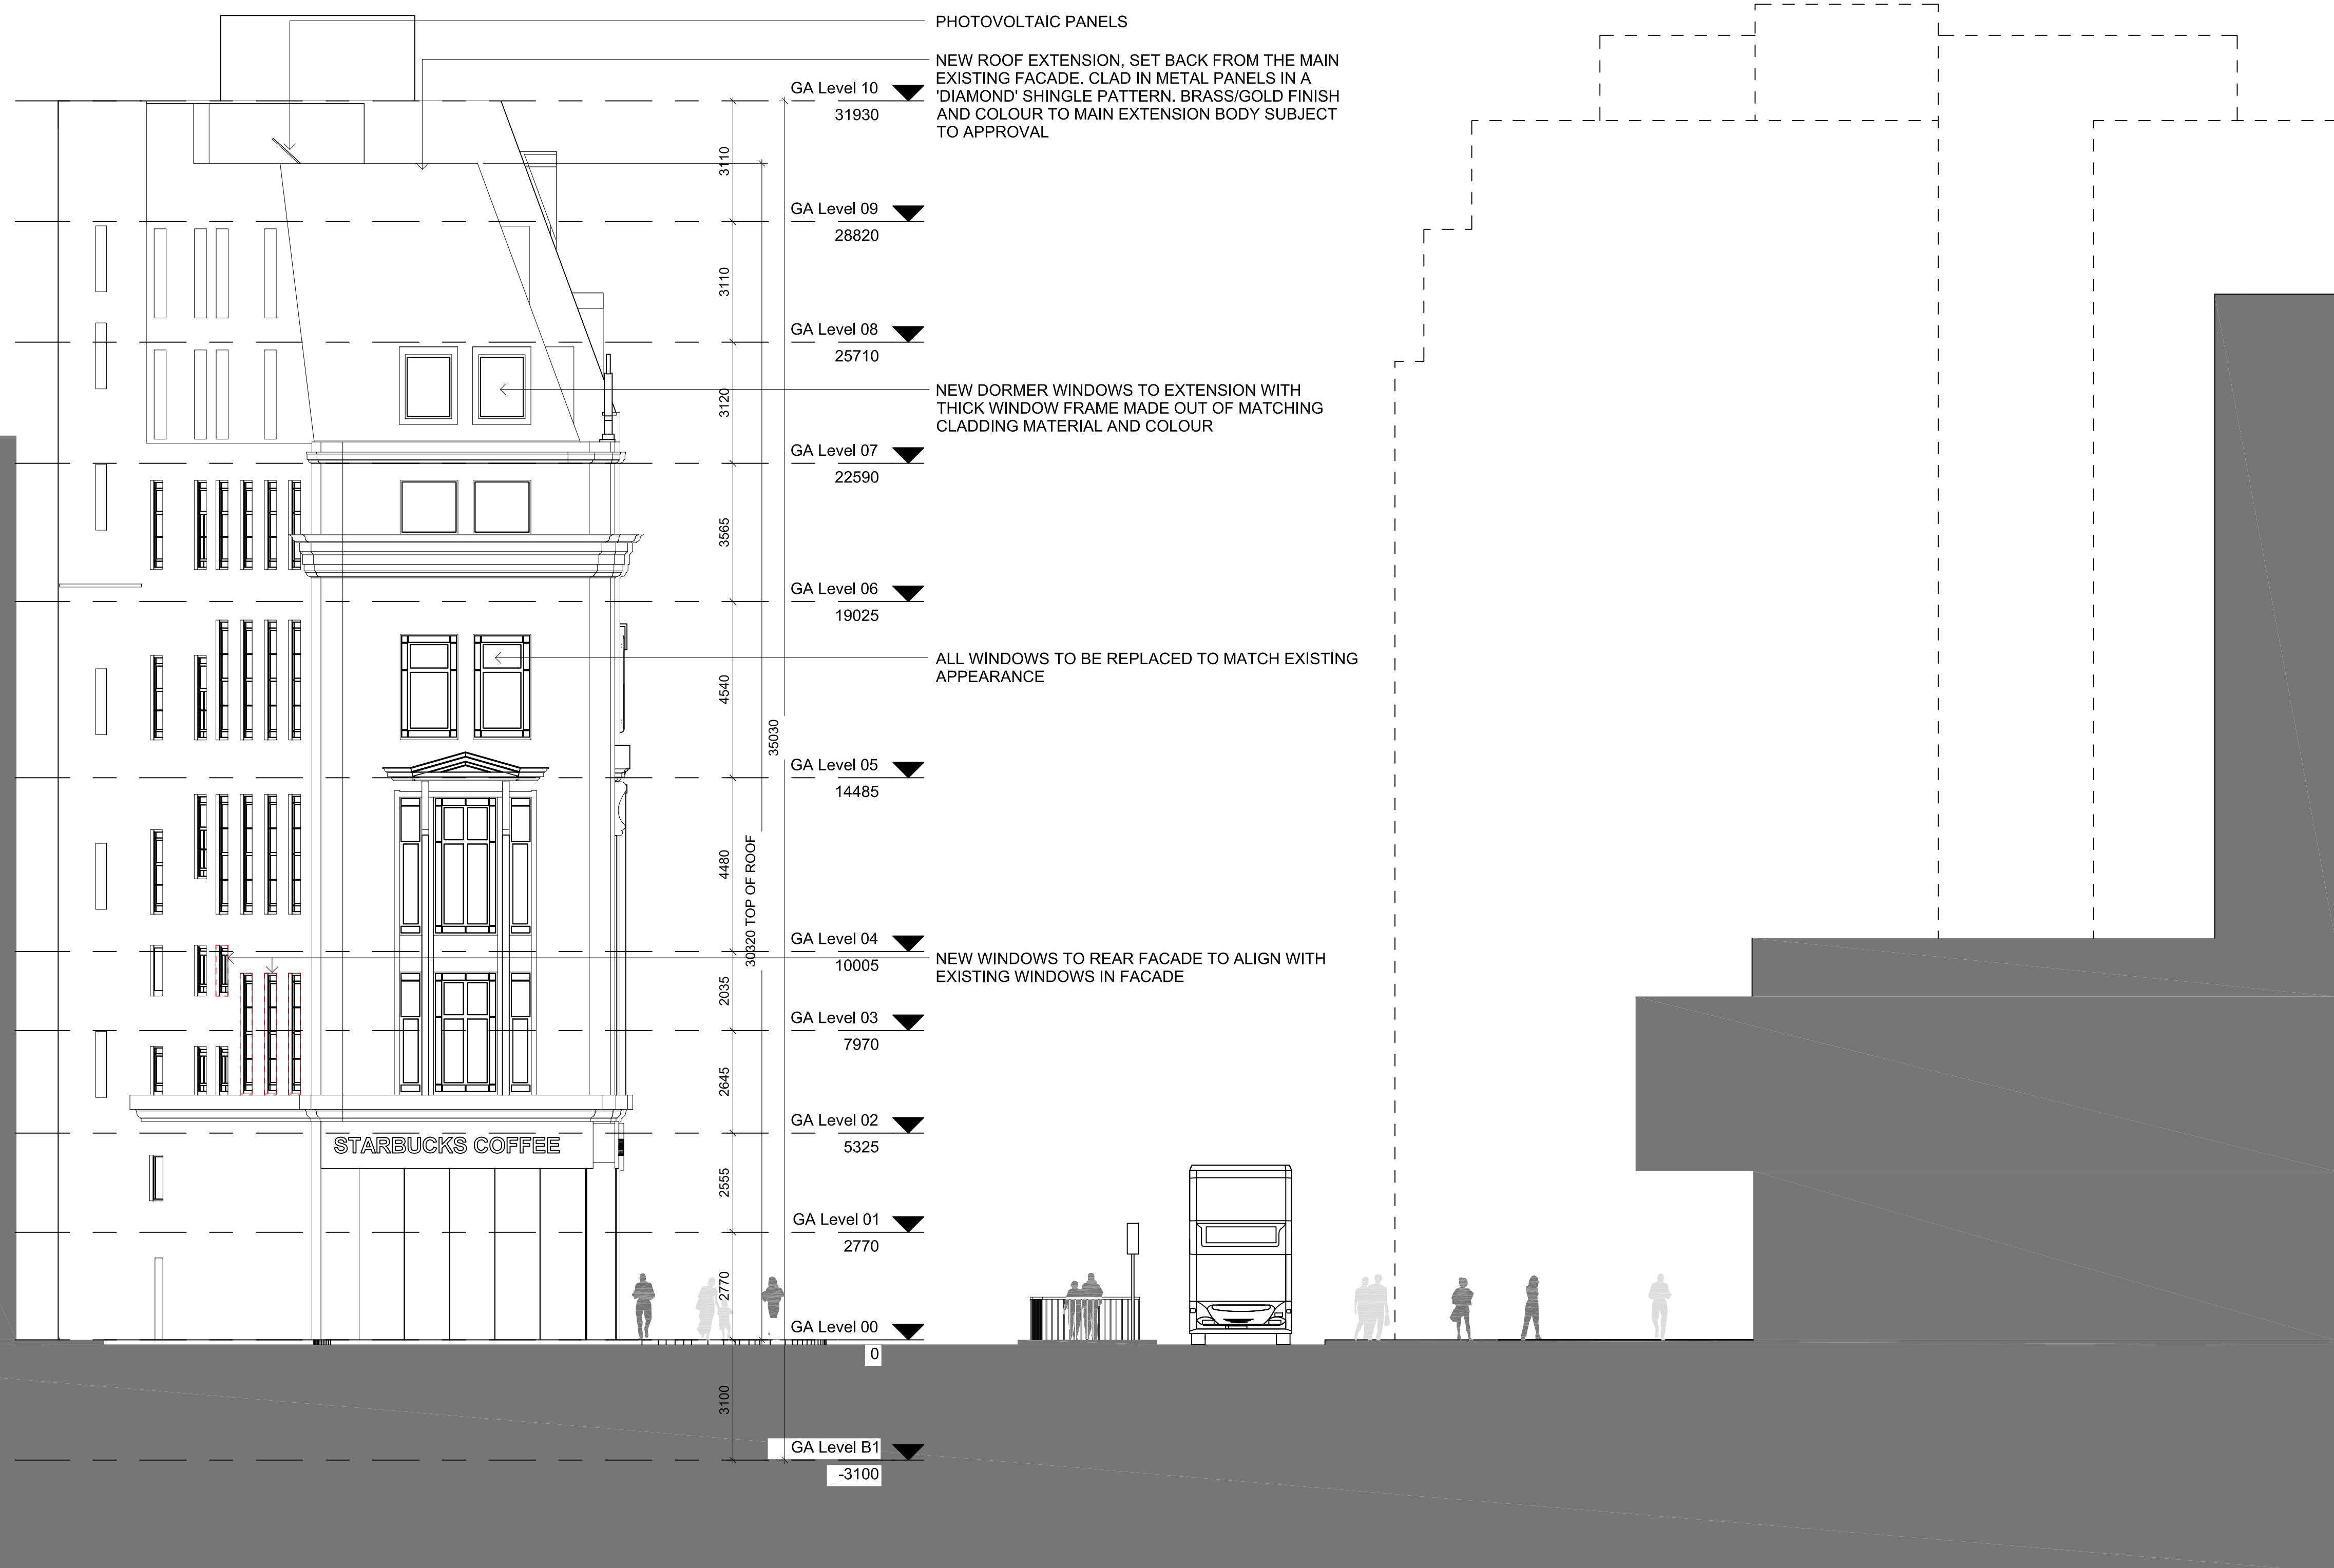 PHOTOVOLTAIC PANELS
NEW ROOF EXTENSION, SET BACK FROM THE MAIN
EXISTING FACADE. CLAD IN METAL PANELS IN A
'DIAMOND' SHINGLE PATTERN. BRASS/GOLD FINISH
AND COLOUR TO MAIN EXTENSION BODY SUBJECT
TO APPROVAL
GA Level 10
31930
3110
GA Level 09
28820
3110
GA Level 08
25710
NEW DORMER WINDOWS TO EXTENSION WITH
THICK WINDOW FRAME MADE OUT OF MATCHING
CLADDING MATERIAL AND COLOUR
3120
GA Level 07
22590
3565
GA Level 06
19025
ALL WINDOWS TO BE REPLACED TO MATCH EXISTING
APPEARANCE
4540
35030
GA Level 05
14485
4480
30320 TOP OF ROOF
GA Level 04
10005
NEW WINDOWS TO REAR FACADE TO ALIGN WITH
EXISTING WINDOWS IN FACADE
2035
GA Level 03
7970
2645
GA Level 02
5325
STARBUCKS COFFEE
2555
GA Level 01
2770
2770
GA Level 00
0
3100
GA Level B1
-3100